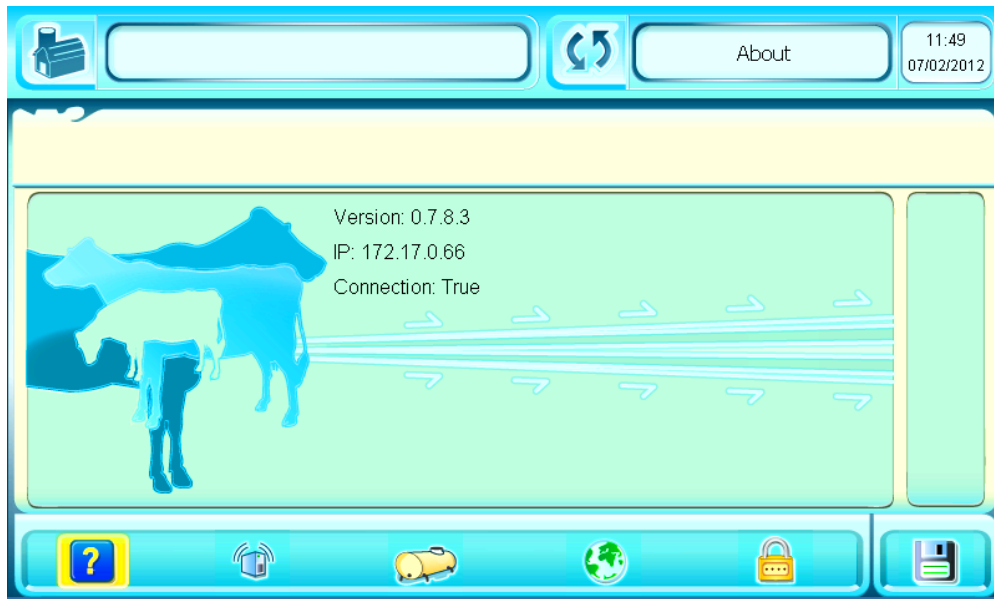 About
11:49
07/02/2012
Version: 0.7.8.3
IP: 172.17.0.66
Connection: True
?